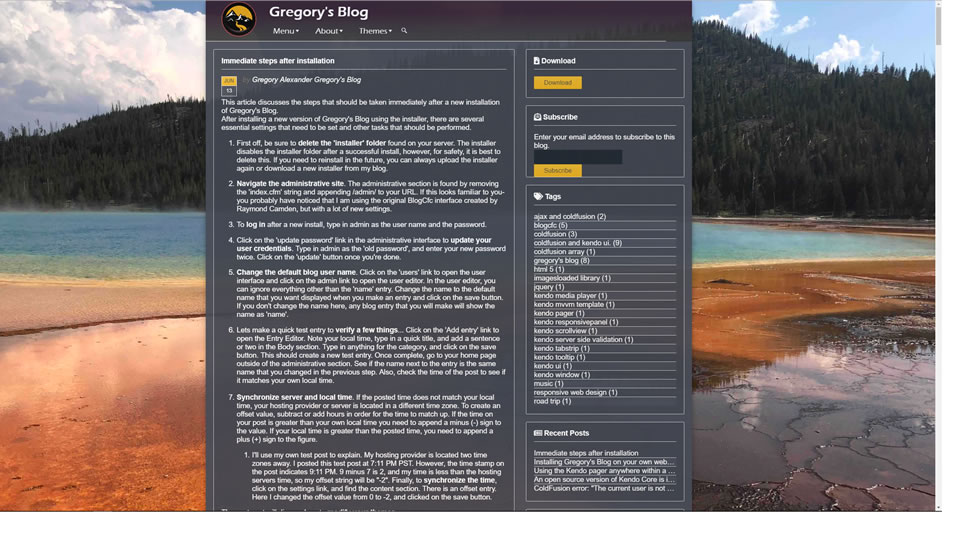 Gregory's Blog
Menu
About
Themes
Immediate steps after installation
JUN
13
by Gregory Alexander Gregory's Blog
This article discusses the steps that should be taken immediately after a new installation
of Gregory's Blog.
After installing a new version of Gregory's Blog using the installer, there are several
essential settings that need to be set and other tasks that should be performed.
1. First off, be sure to delete the 'installer' folder found on your server. The installer
disables the installer folder after a successful install, however, for safety, it is best to
delete this. If you need to reinstall in the future, you can always upload the installer
again or download a new installer from my blog.
2. Navigate the administrative site. The administrative section is found by removing
the 'index.cfm' string and appending /admin/ to your URL. If this looks familiar to you-
you probably have noticed that I am using the original BlogCfc interface created by
Raymond Camden, but with a lot of new settings.
3. To log in after a new install, type in admin as the user name and the password.
4. Click on the 'update password' link in the administrative interface to update your
user credentials. Type in admin as the 'old password', and enter your new password
twice. Click on the 'update' button once you're done.
5. Change the default blog user name. Click on the 'users' link to open the user
interface and click on the admin link to open the user editor. In the user editor, you
can ignore everything other than the 'name' entry. Change the name to the default
name that you want displayed when you make an entry and click on the save button.
If you don't change the name here, any blog entry that you will make will show the
name as 'name'.
6. Lets make a quick test entry to verify a few things... Click on the 'Add entry' link to
open the Entry Editor. Note your local time, type in a quick title, and add a sentence
or two in the Body section. Type in anything for the category, and click on the save
button. This should create a new test entry. Once complete, go to your home page
outside of the administrative section. See if the name next to the entry is the same
name that you changed in the previous step. Also, check the time of the post to see if
it matches your own local time.
7. Synchronize server and local time. If the posted time does not match your local
time, your hosting provider or server is located in a different time zone. To create an
offset value, subtract or add hours in order for the time to match up. If the time on
your post is greater than your own local time you need to append a minus (-) sign to
the value. If your local time is greater than the posted time, you need to append a
plus (+) sign to the figure.
1. I'll use my own test post to explain. My hosting provider is located two time
zones away. I posted this test post at 7:11 PM PST. However, the time stamp on
the post indicates 9:11 PM. 9 minus 7 is 2, and my time is less than the hosting
servers time, so my offset string will be "-2". Finally, to synchronize the time,
click on the settings link, and find the content section. There is an offset entry.
Here I changed the offset value from 0 to -2, and clicked on the save button.
Download
Download
Subscribe
Enter your email address to subscribe to this
blog.
Subscribe
Tags
ajax and coldfusion (2)
blogcfc (5)
coldfusion (3)
coldfusion and kendo ui. (9)
coldfusion array (1)
gregory's blog (8)
html 5 (1)
imagesloaded library (1)
jquery (1)
kendo media player (1)
kendo mvvm template (1)
kendo pager (1)
kendo responsivepanel (1)
kendo scrollview (1)
kendo server side validation (1)
kendo tabstrip (1)
kendo tooltip (1)
kendo ui (1)
kendo window (1)
music (1)
responsive web design (1)
road trip (1)
Recent Posts
Immediate steps after installation
Installing Gregory's Blog on your own web...
Using the Kendo pager anywhere within a ...
An open source version of Kendo Core is i...
ColdFusion error: "The current user is not ...